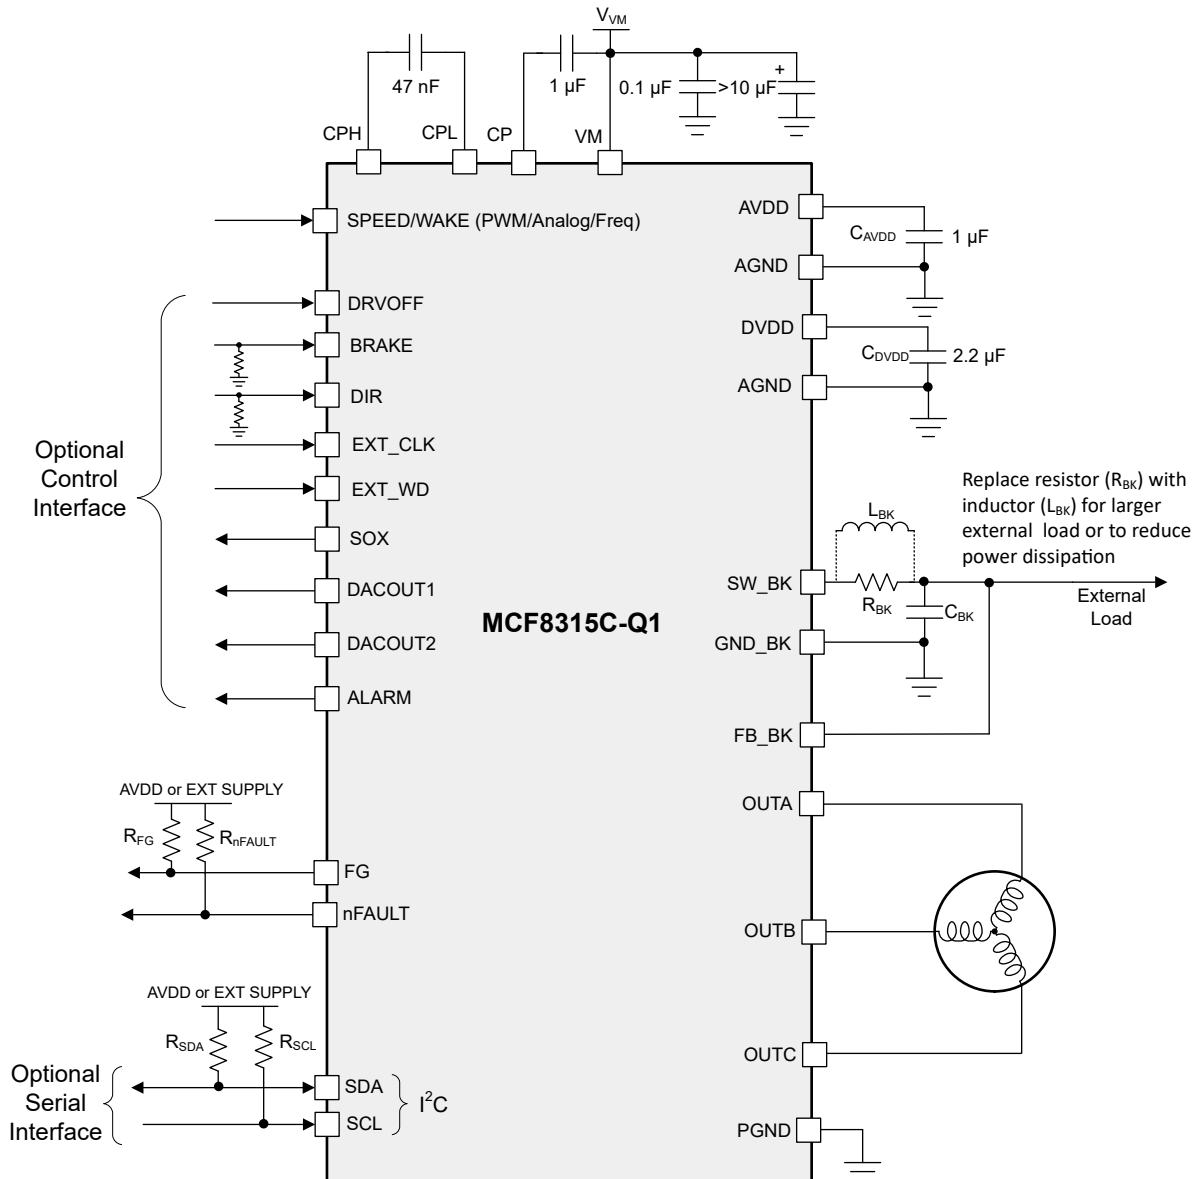 V_VM
47 nF
1 µF
0.1 µF
>10 µF
+
CPH
CPL
CP
VM
SPEED/WAKE (PWM/Analog/Freq)
DRVOFF
BRAKE
DIR
EXT_CLK
EXT_WD
SOX
DACOUT1
DACOUT2
ALARM
Optional
Control
Interface
AVDD or EXT SUPPLY
R_FG
R_nFAULT
FG
nFAULT
AVDD or EXT SUPPLY
R_SDA
R_SCL
Optional
Serial
Interface
SDA
SCL
I²C
MCF8315C-Q1
AVDD
C_AVDD
1 µF
AGND
DVDD
C_DVDD
2.2 µF
AGND
Replace resistor (R_BK) with
inductor (L_BK) for larger
external load or to reduce
power dissipation
L_BK
SW_BK
R_BK
C_BK
External
Load
GND_BK
FB_BK
OUTA
OUTB
OUTC
PGND